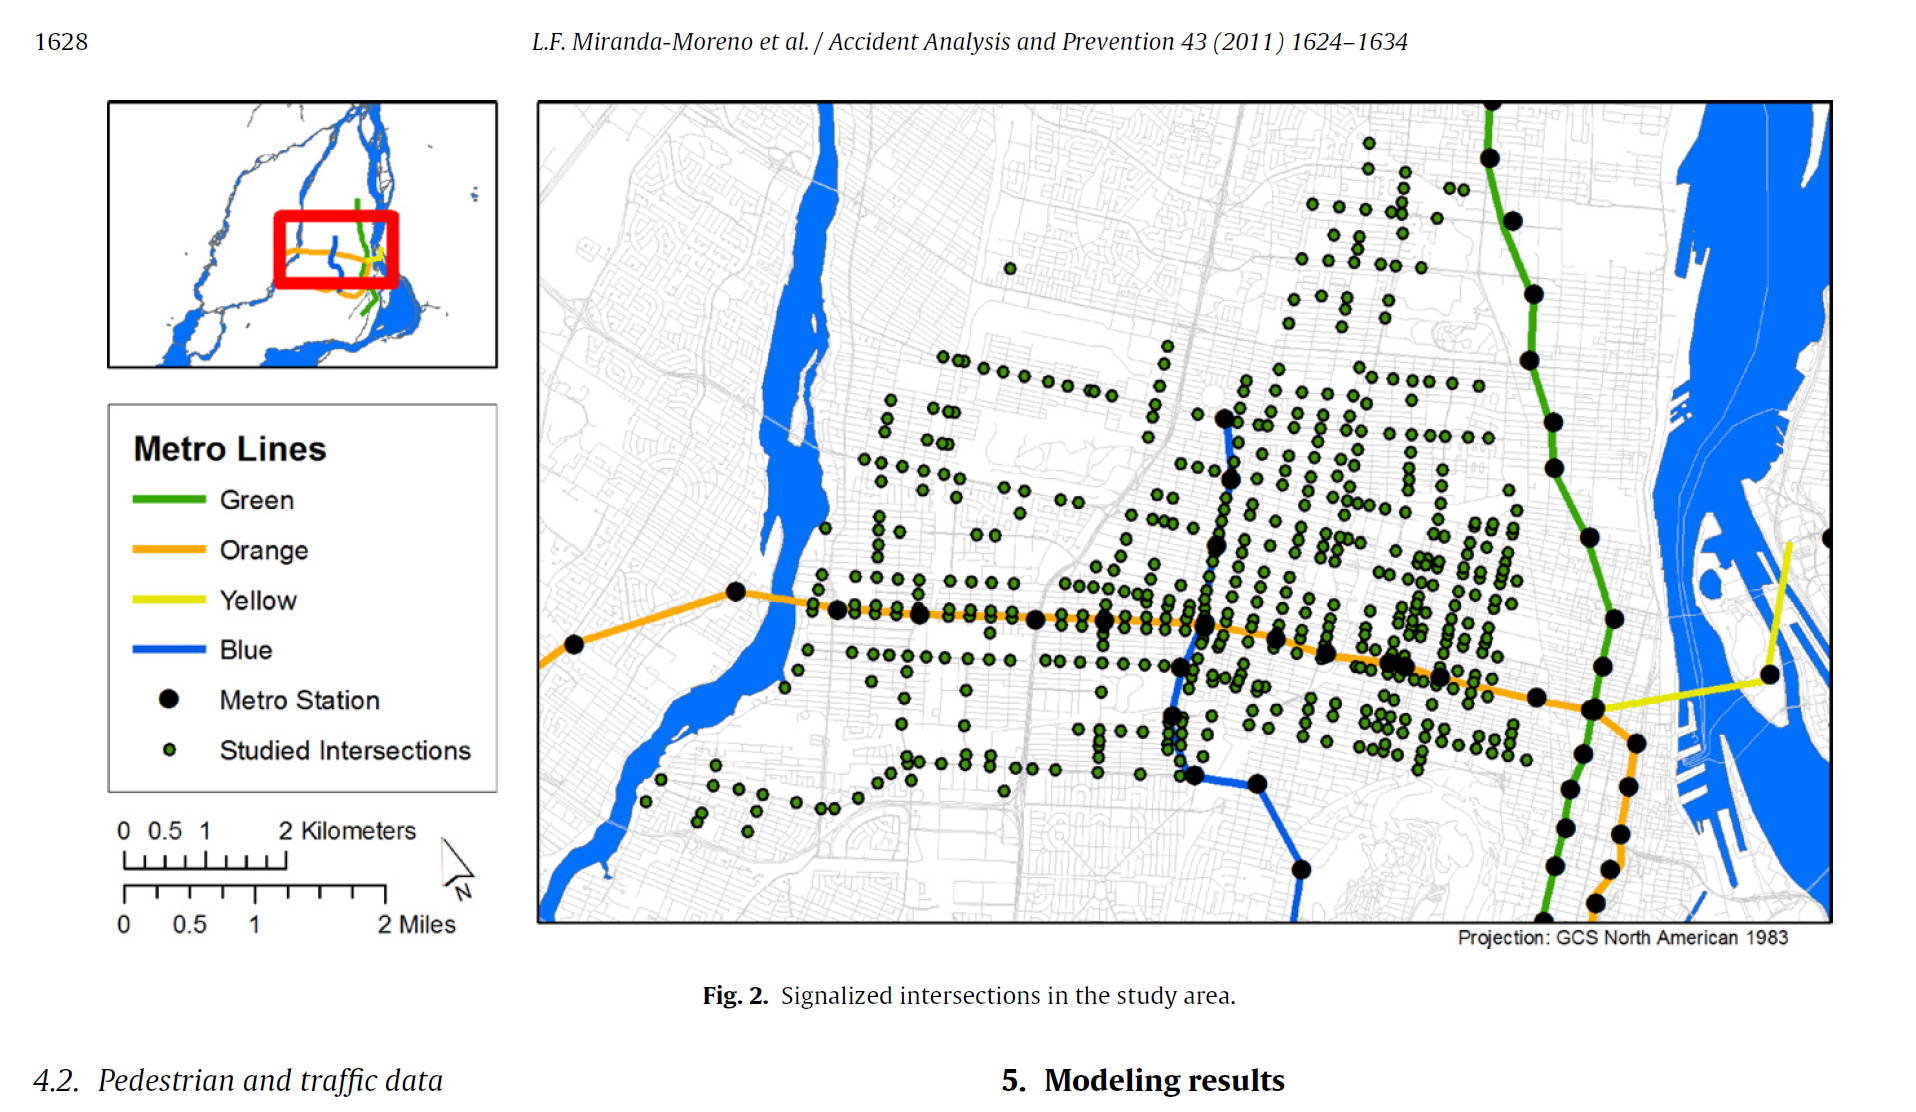 1628
L.F. Miranda-Moreno et al. / Accident Analysis and Prevention 43 (2011) 1624–1634
Metro Lines
Green
Orange
Yellow
Blue
Metro Station
Studied Intersections
0 0.5 1 2 Kilometers
0 0.5 1 2 Miles
N
Projection: GCS North American 1983
Fig. 2. Signalized intersections in the study area.
4.2. Pedestrian and traffic data
5. Modeling results